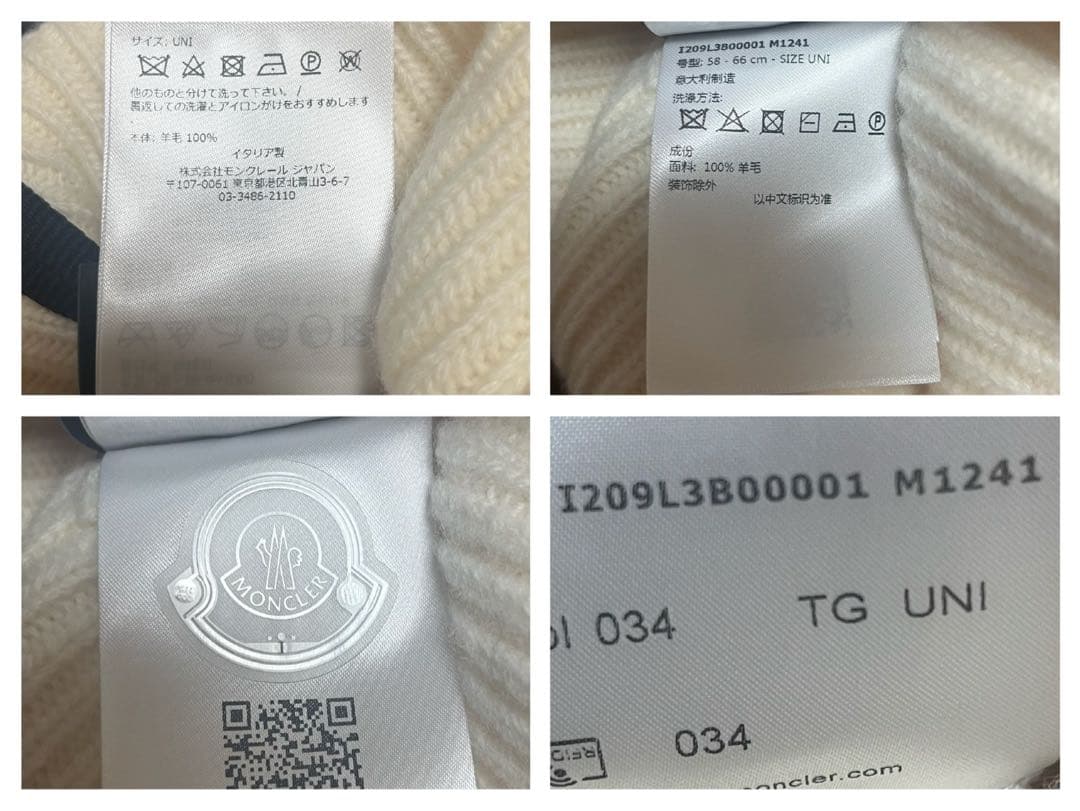 サイズ: UNI
他のものと分けて洗って下さい。/
裏返しての洗濯とアイロンがけをおすすめします
.
本体: 羊毛 100%
イタリア製
株式会社モンクレール ジャパン
〒107-0061 東京都港区北青山3-6-7
03-3486-2110
I209L3B00001 M1241
号型: 58 - 66 cm - SIZE UNI
意大利制造
洗涤方法:
成份
面料: 100% 羊毛
装饰除外
以中文标识为准
MONCLER
I209L3B00001 M1241
ol 034 TG UNI
RFID
034
moncler.com